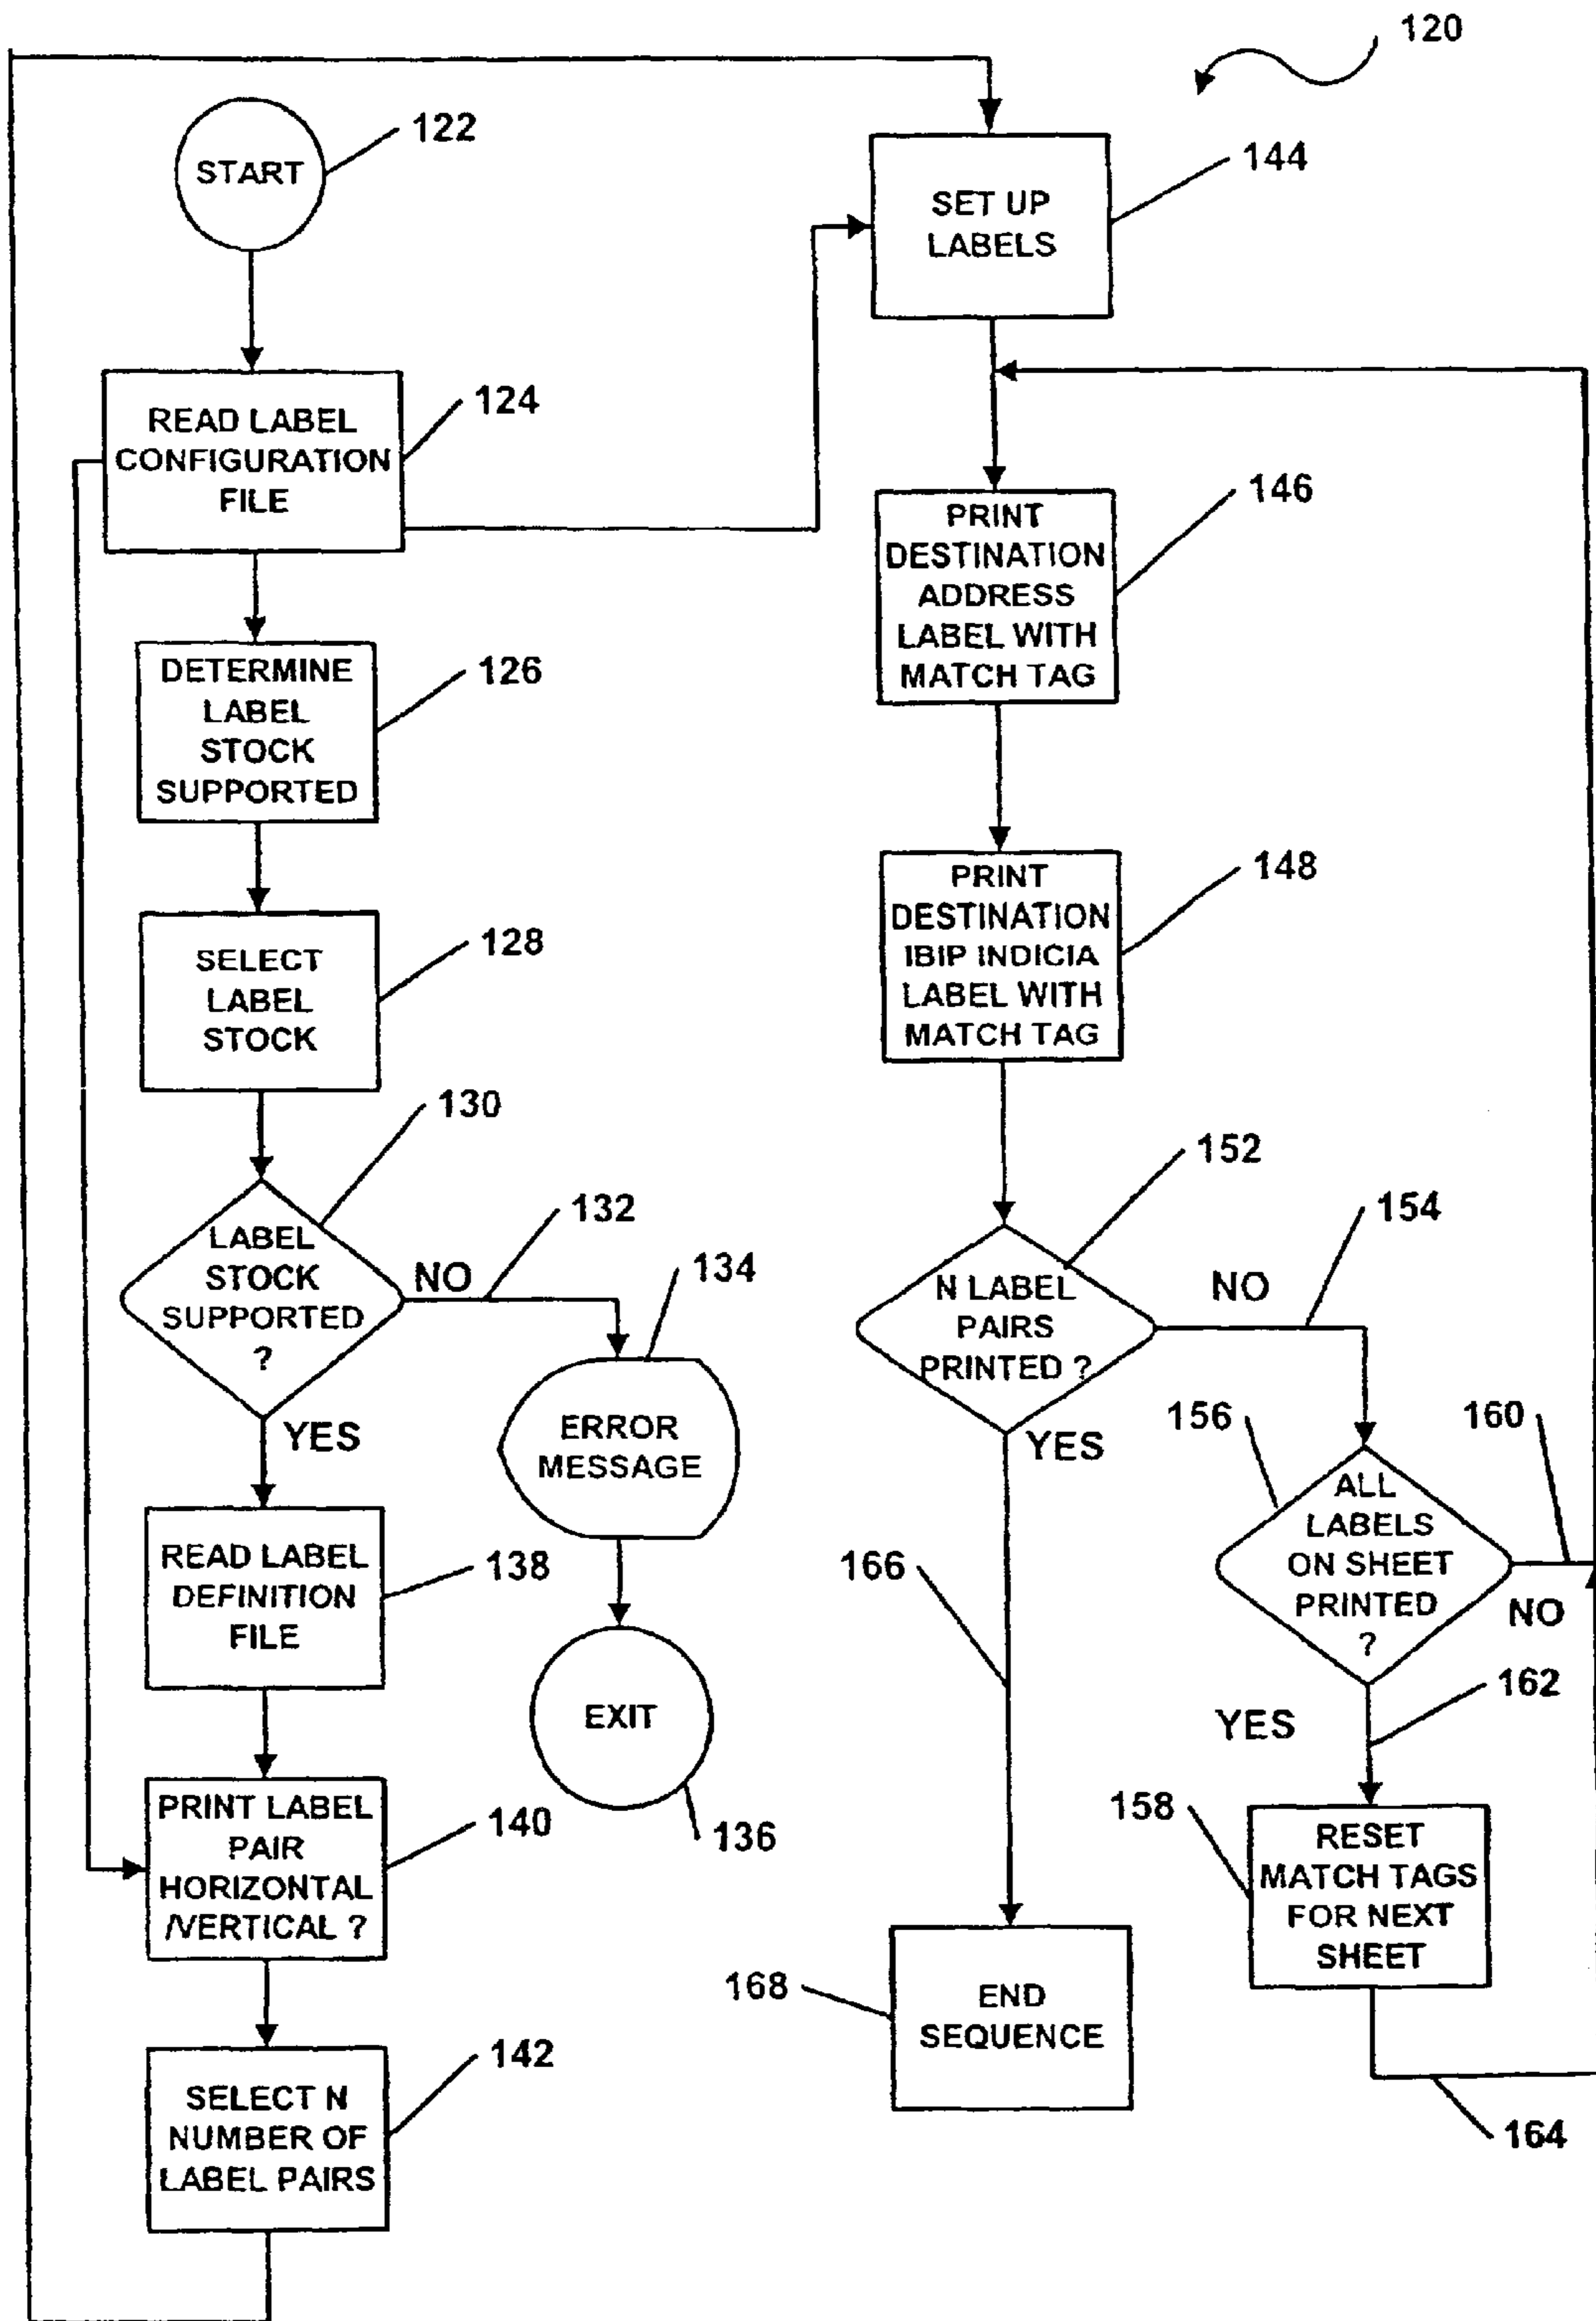 120
START
122
READ LABEL
CONFIGURATION
FILE
124
DETERMINE
LABEL
STOCK
SUPPORTED
126
SELECT
LABEL
STOCK
128
LABEL
STOCK
SUPPORTED
?
130
NO
132
YES
134
ERROR
MESSAGE
EXIT
136
READ LABEL
DEFINITION
FILE
138
PRINT LABEL
PAIR
HORIZONTAL
/VERTICAL ?
140
SELECT N
NUMBER OF
LABEL PAIRS
142
SET UP
LABELS
144
PRINT
DESTINATION
ADDRESS
LABEL WITH
MATCH TAG
146
PRINT
DESTINATION
IBIP INDICIA
LABEL WITH
MATCH TAG
148
N LABEL
PAIRS
PRINTED ?
152
NO
154
YES
166
ALL
LABELS
ON SHEET
PRINTED
?
156
160
NO
YES
162
RESET
MATCH TAGS
FOR NEXT
SHEET
158
164
END
SEQUENCE
168